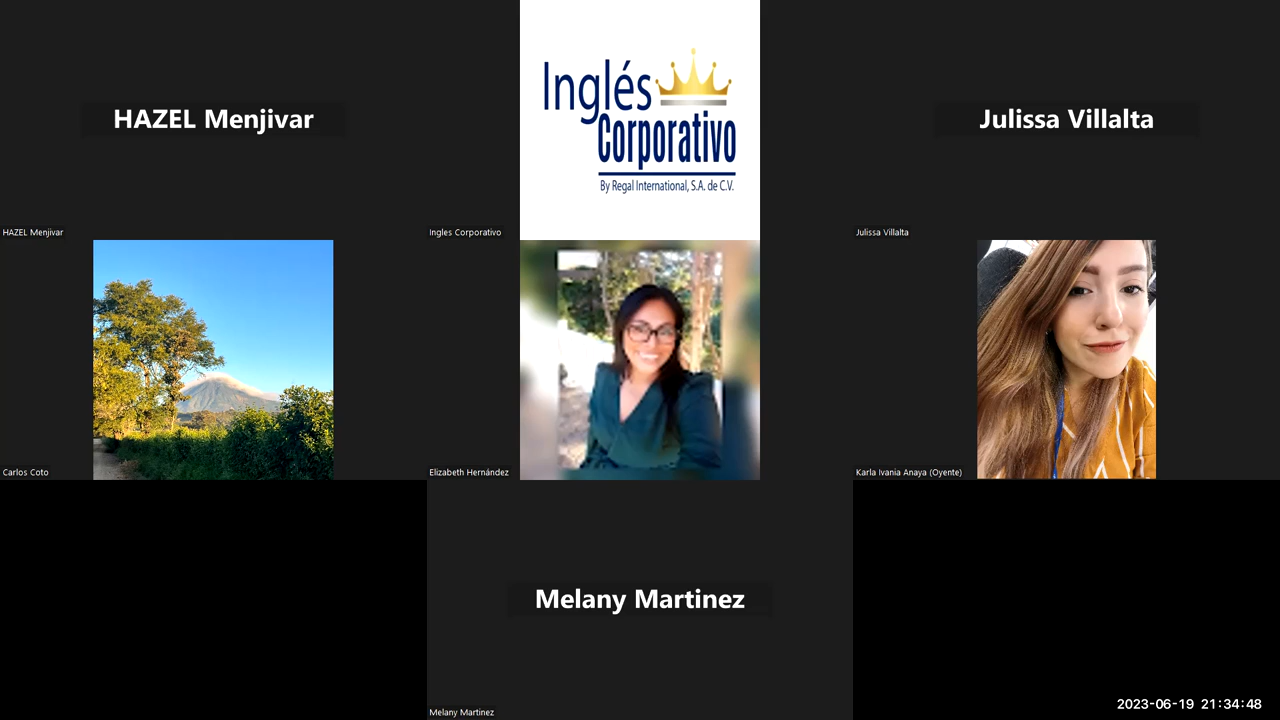 HAZEL Menjivar
Inglés
Corporativo
By Regal International, S.A. de C.V.
Julissa Villalta
HAZEL Menjivar
Ingles Corporativo
Julissa Villalta
Carlos Coto
Elizabeth Hernández
Karla Ivania Anaya (Oyente)
Melany Martinez
Melany Martinez
2023-06-19 21:34:48